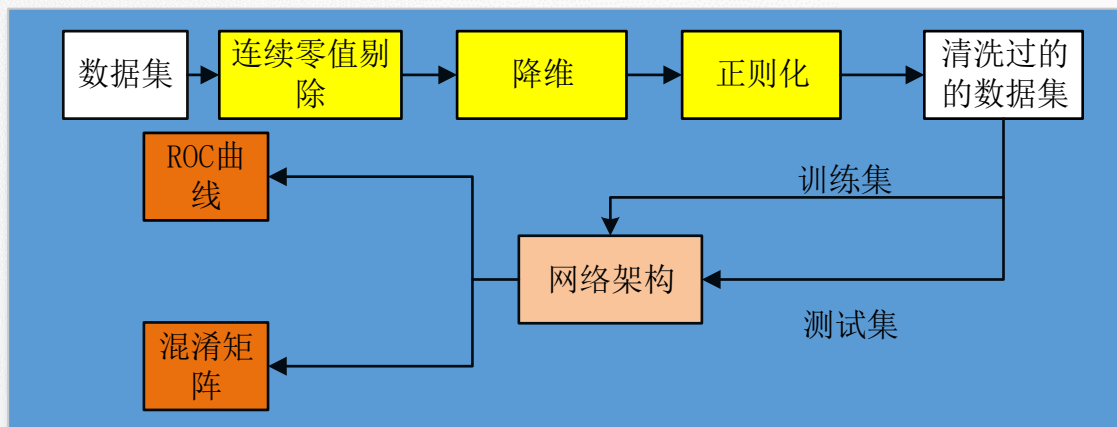 数据集
连续零值剔
除
降维
正则化
清洗过的
的数据集
ROC曲
线
训练集
网络架构
测试集
混淆矩
阵